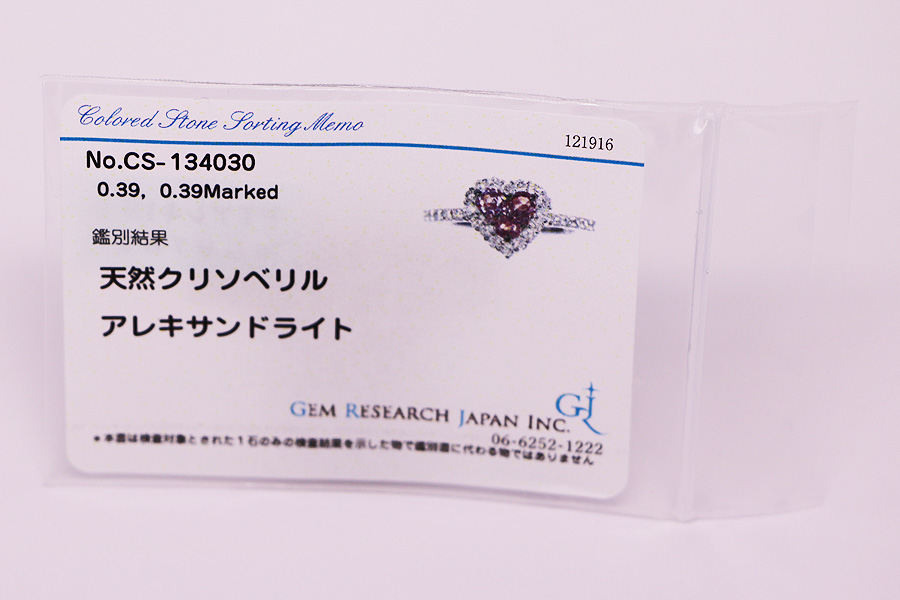 Colored Stone Sorting Memo
121916
No.CS-134030
0.39, 0.39Marked
鑑別結果
天然クリソベリル
アレキサンドライト
GJR
GEM RESEARCH JAPAN INC.
06-6252-1222
*本書は検査対象とされた1石のみの検査結果を示した物で鑑別書に代わる物ではありません